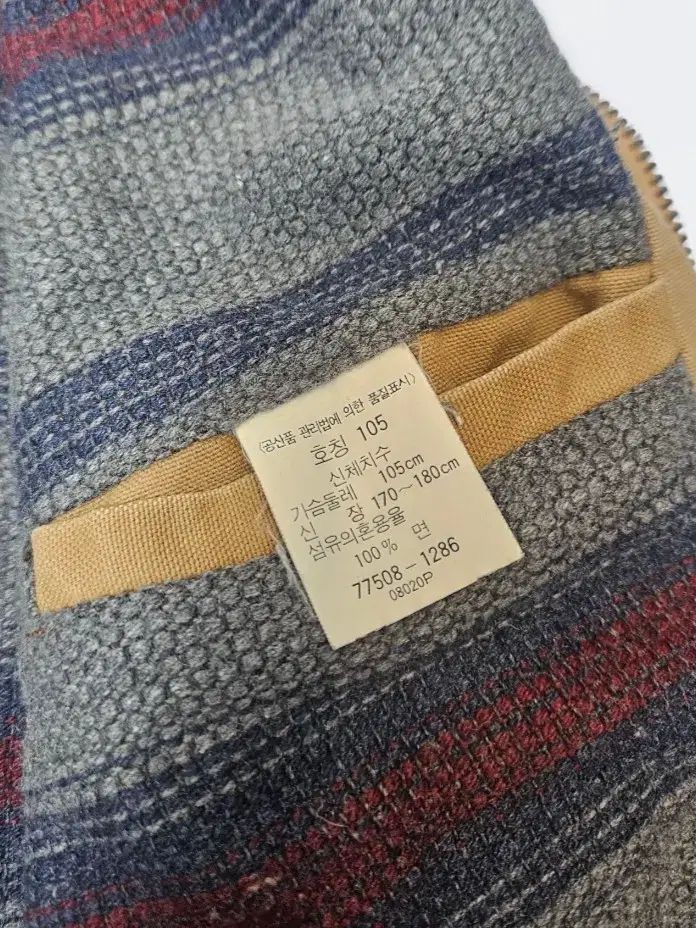 〈공산품 관리법에 의한 품질표시〉
호칭 105
신체치수
가슴둘레 105cm
신 장 170~180cm
섬유의혼용율
100% 면
77508-1286
08020P